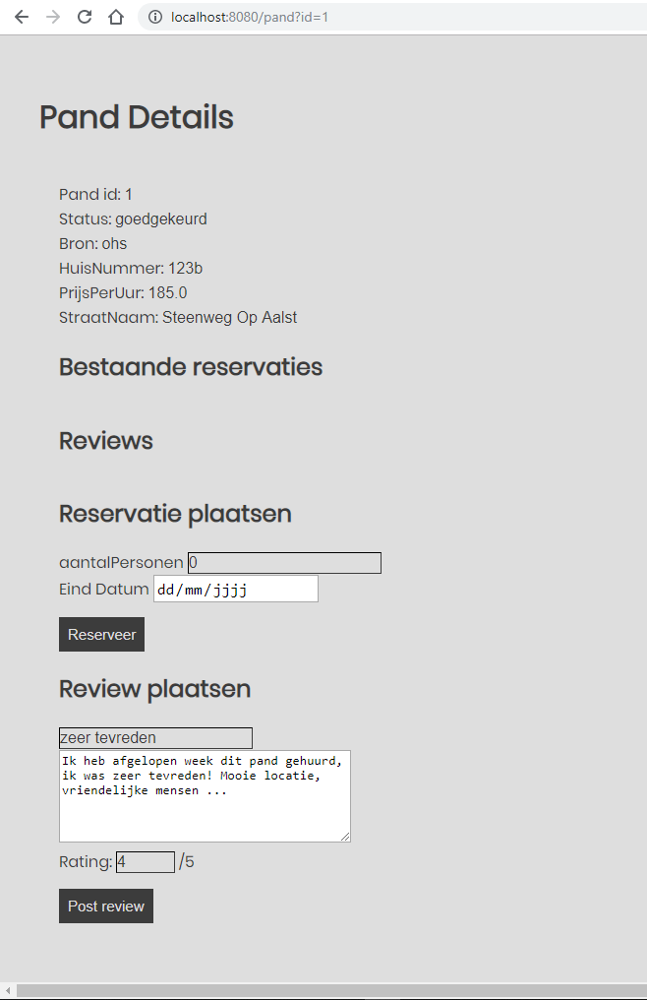 localhost:8080/pand?id=1
Pand Details
Pand id: 1
Status: goedgekeurd
Bron: ohs
HuisNummer: 123b
PrijsPerUur: 185.0
StraatNaam: Steenweg Op Aalst
Bestaande reservaties
Reviews
Reservatie plaatsen
aantalPersonen 0
Eind Datum dd/mm/jjjj
Reserveer
Review plaatsen
zeer tevreden
Ik heb afgelopen week dit pand gehuurd,
ik was zeer tevreden! Mooie locatie,
vriendelijke mensen ...
Rating: 4 /5
Post review